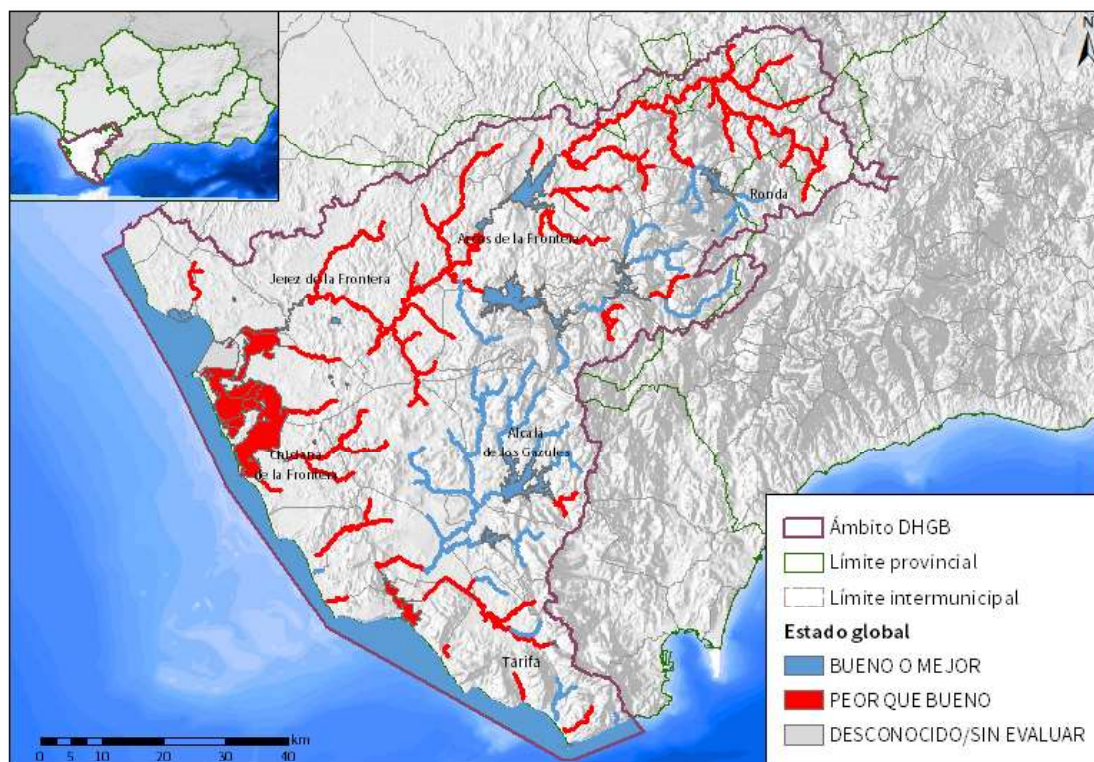 N
Ronda
Arcos de la Frontera
Jerez de la Frontera
Alcalá
de los Gazules
Chiclana
de la Frontera
Tarifa
Ámbito DHGB
Límite provincial
Límite intermunicipal
Estado global
BUENO O MEJOR
PEOR QUE BUENO
DESCONOCIDO/SIN EVALUAR
km
0 5 10 20 30 40